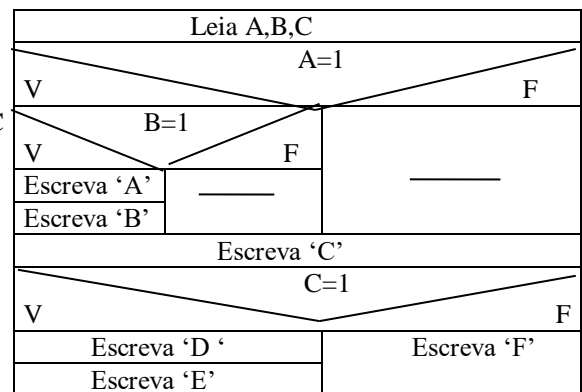 Leia A,B,C
A=1
V F
C B=1
V F
Escreva ‘A’
Escreva ‘B’
Escreva ‘C’
C=1
V F
Escreva ‘D ‘ Escreva ‘F’
Escreva ‘E’